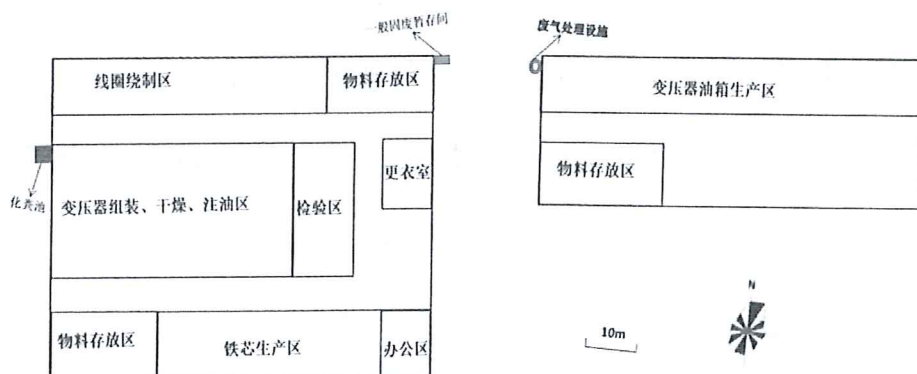 一般固废暂存间
废气处理设施
线圈绕制区
物料存放区
变压器油箱生产区
更衣室
物料存放区
化粪池
变压器组装、干燥、注油区
检验区
N
物料存放区
铁芯生产区
办公区
10m